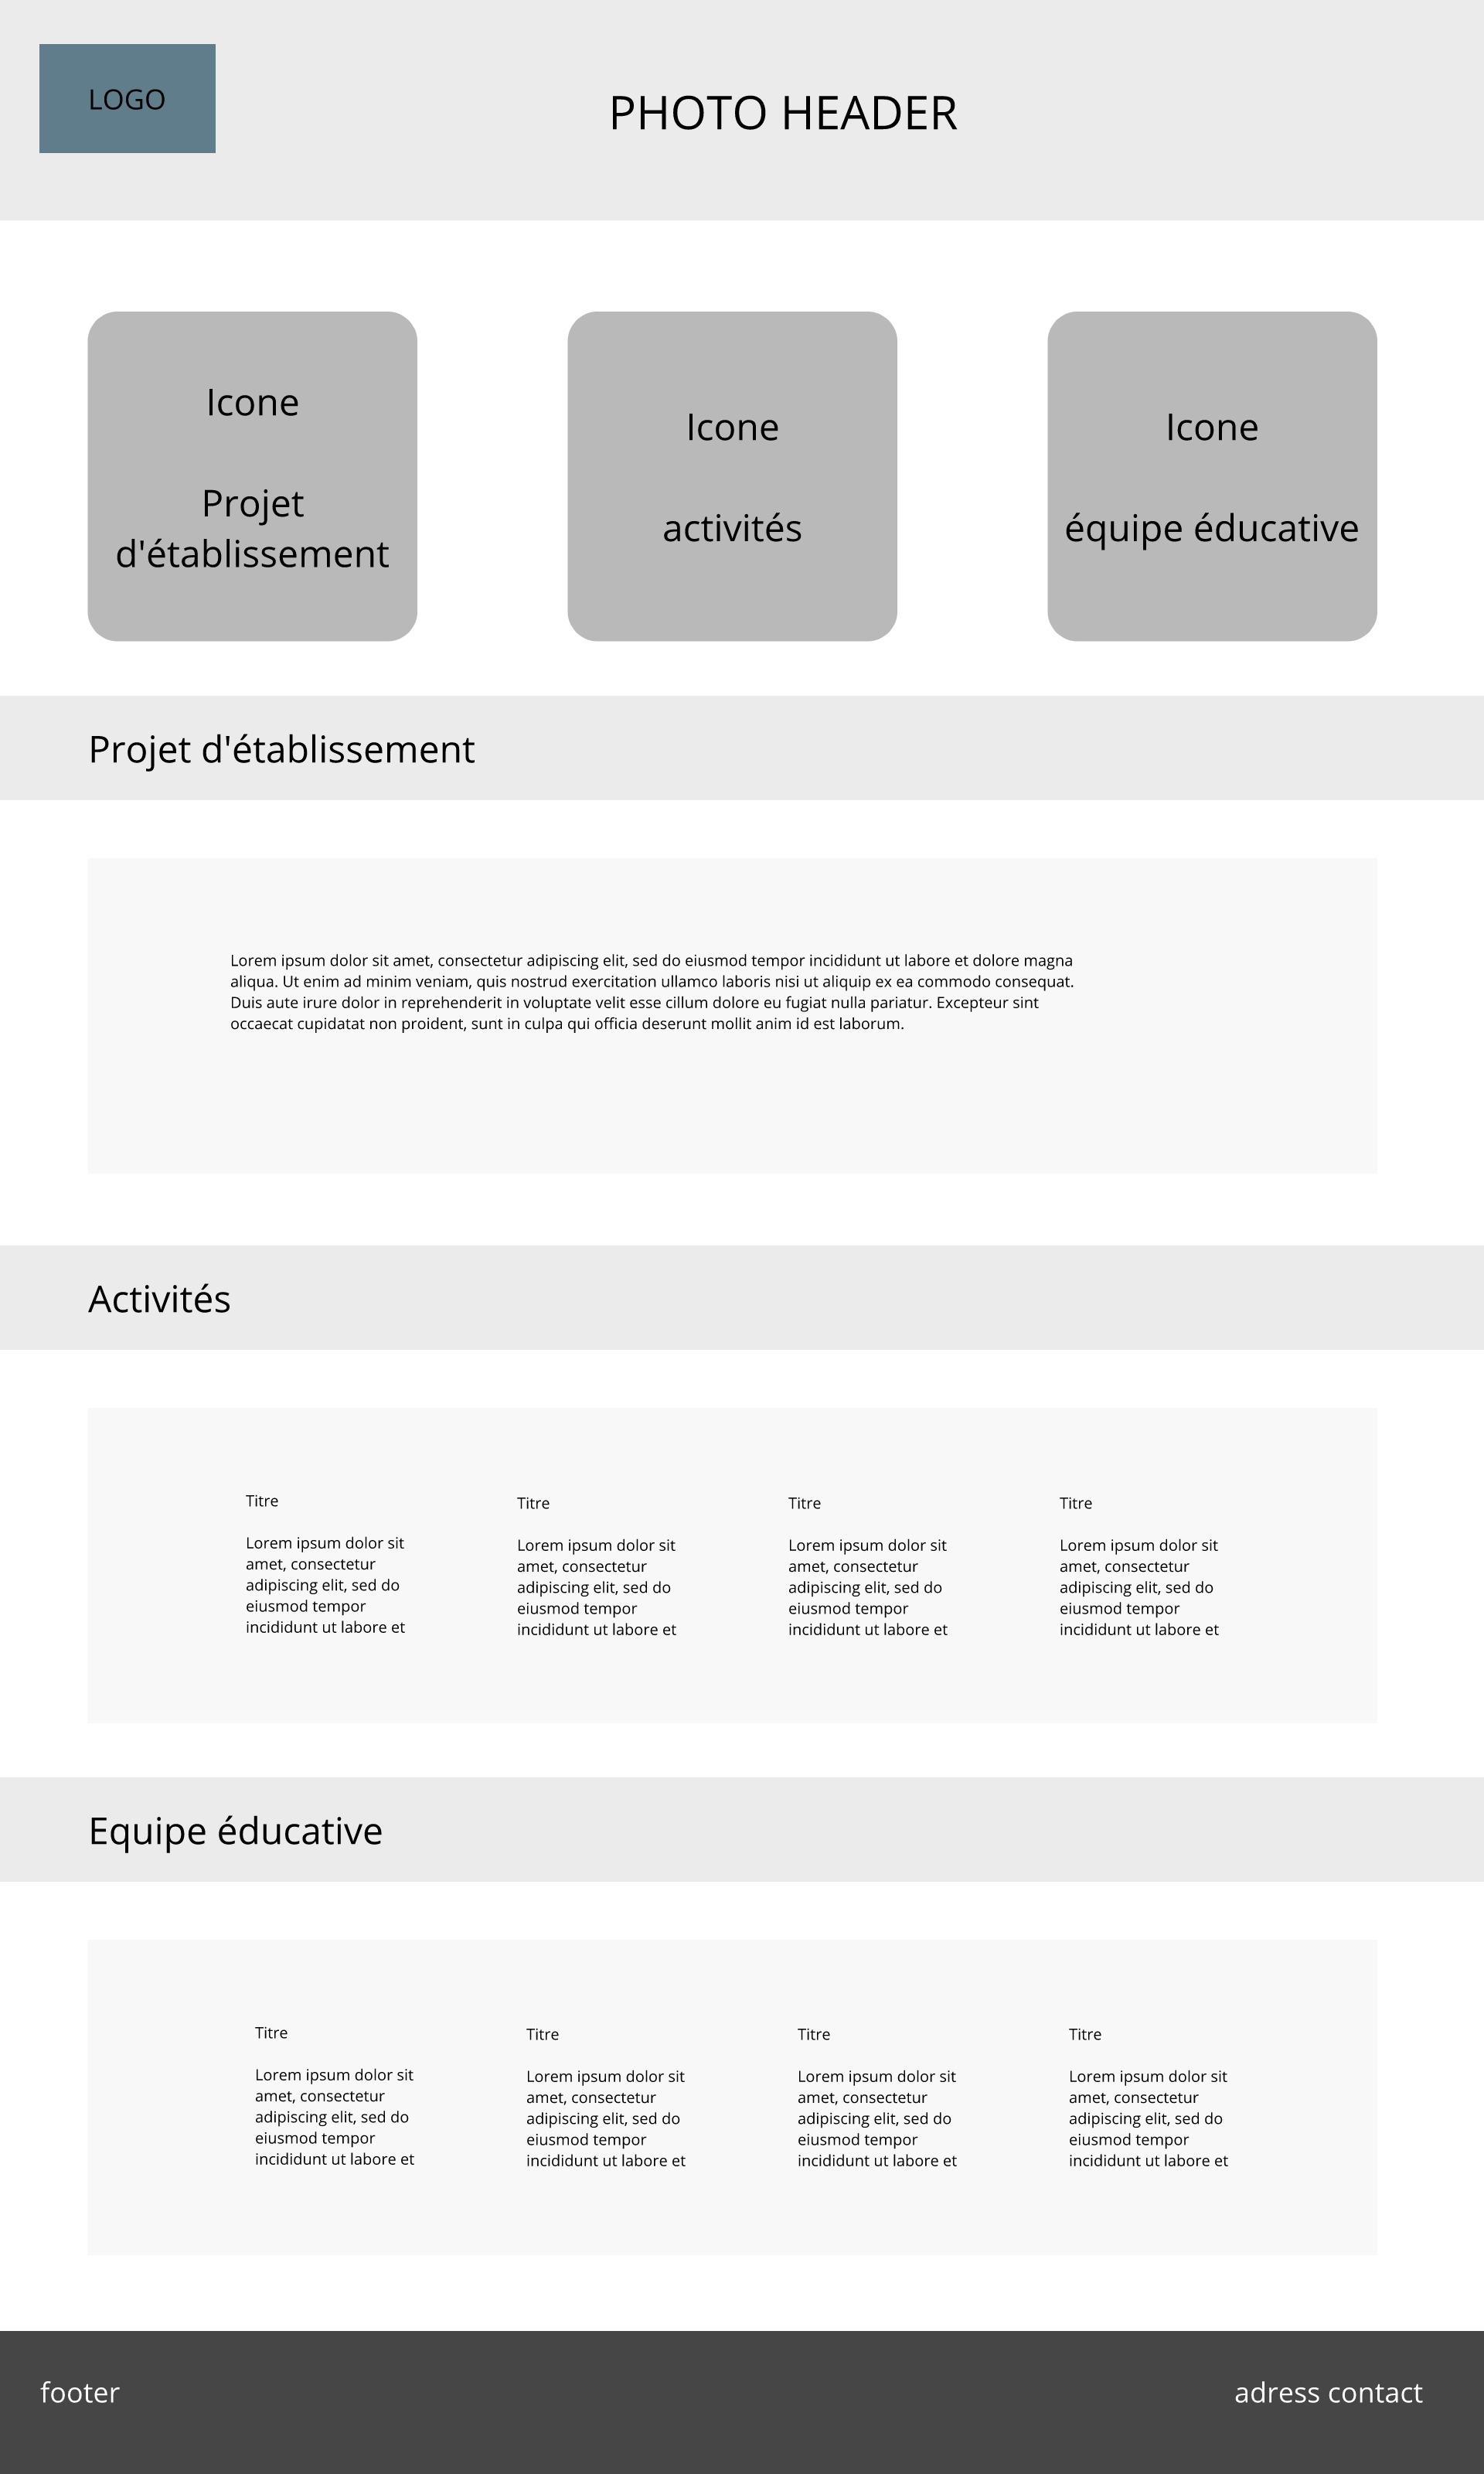 LOGO
PHOTO HEADER
Icone
Projet
d'établissement
Icone
activités
Icone
équipe éducative
Projet d'établissement
Lorem ipsum dolor sit amet, consectetur adipiscing elit, sed do eiusmod tempor incididunt ut labore et dolore magna
aliqua. Ut enim ad minim veniam, quis nostrud exercitation ullamco laboris nisi ut aliquip ex ea commodo consequat.
Duis aute irure dolor in reprehenderit in voluptate velit esse cillum dolore eu fugiat nulla pariatur. Excepteur sint
occaecat cupidatat non proident, sunt in culpa qui officia deserunt mollit anim id est laborum.
Activités
Titre
Lorem ipsum dolor sit
amet, consectetur
adipiscing elit, sed do
eiusmod tempor
incididunt ut labore et
Titre
Lorem ipsum dolor sit
amet, consectetur
adipiscing elit, sed do
eiusmod tempor
incididunt ut labore et
Titre
Lorem ipsum dolor sit
amet, consectetur
adipiscing elit, sed do
eiusmod tempor
incididunt ut labore et
Titre
Lorem ipsum dolor sit
amet, consectetur
adipiscing elit, sed do
eiusmod tempor
incididunt ut labore et
Equipe éducative
Titre
Lorem ipsum dolor sit
amet, consectetur
adipiscing elit, sed do
eiusmod tempor
incididunt ut labore et
Titre
Lorem ipsum dolor sit
amet, consectetur
adipiscing elit, sed do
eiusmod tempor
incididunt ut labore et
Titre
Lorem ipsum dolor sit
amet, consectetur
adipiscing elit, sed do
eiusmod tempor
incididunt ut labore et
Titre
Lorem ipsum dolor sit
amet, consectetur
adipiscing elit, sed do
eiusmod tempor
incididunt ut labore et
footer
adress contact